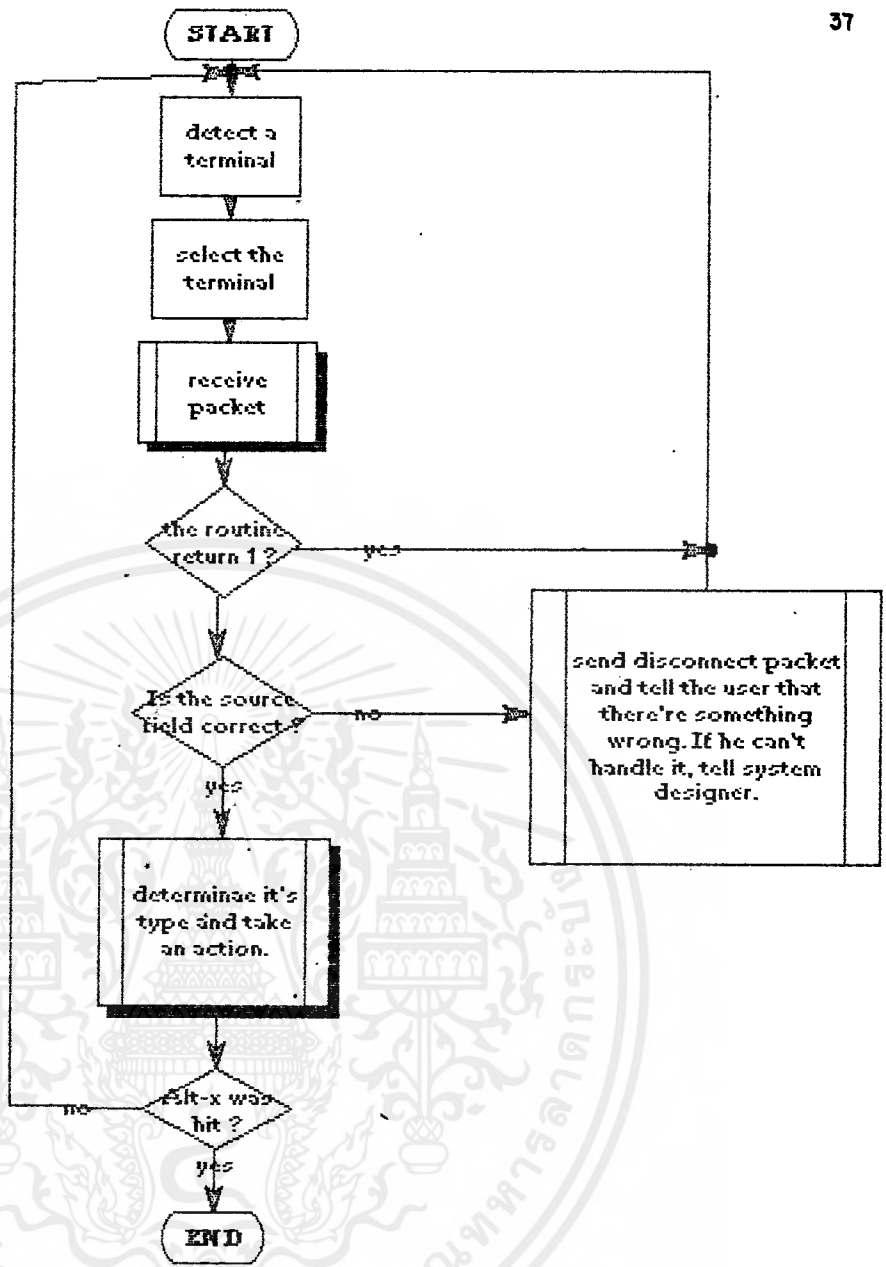 37
START
detect a
terminal
select the
terminal
receive
packet
the routine
return 1 ?
yes
Is the source
field correct ?
no
send disconnect packet
and tell the user that
there're something
wrong. If he can't
handle it, tell system
designer.
yes
determinae it's
type and take
an action.
Alt-x was
hit ?
no
yes
END